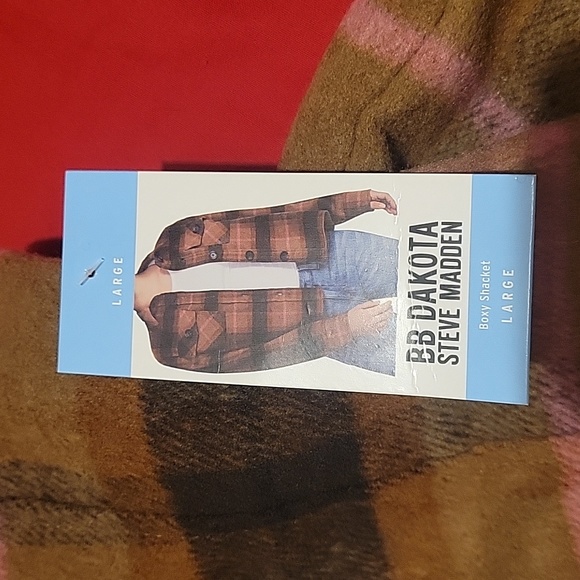 LARGE
BB DAKOTA
STEVE MADDEN
Boxy Shacket
LARGE